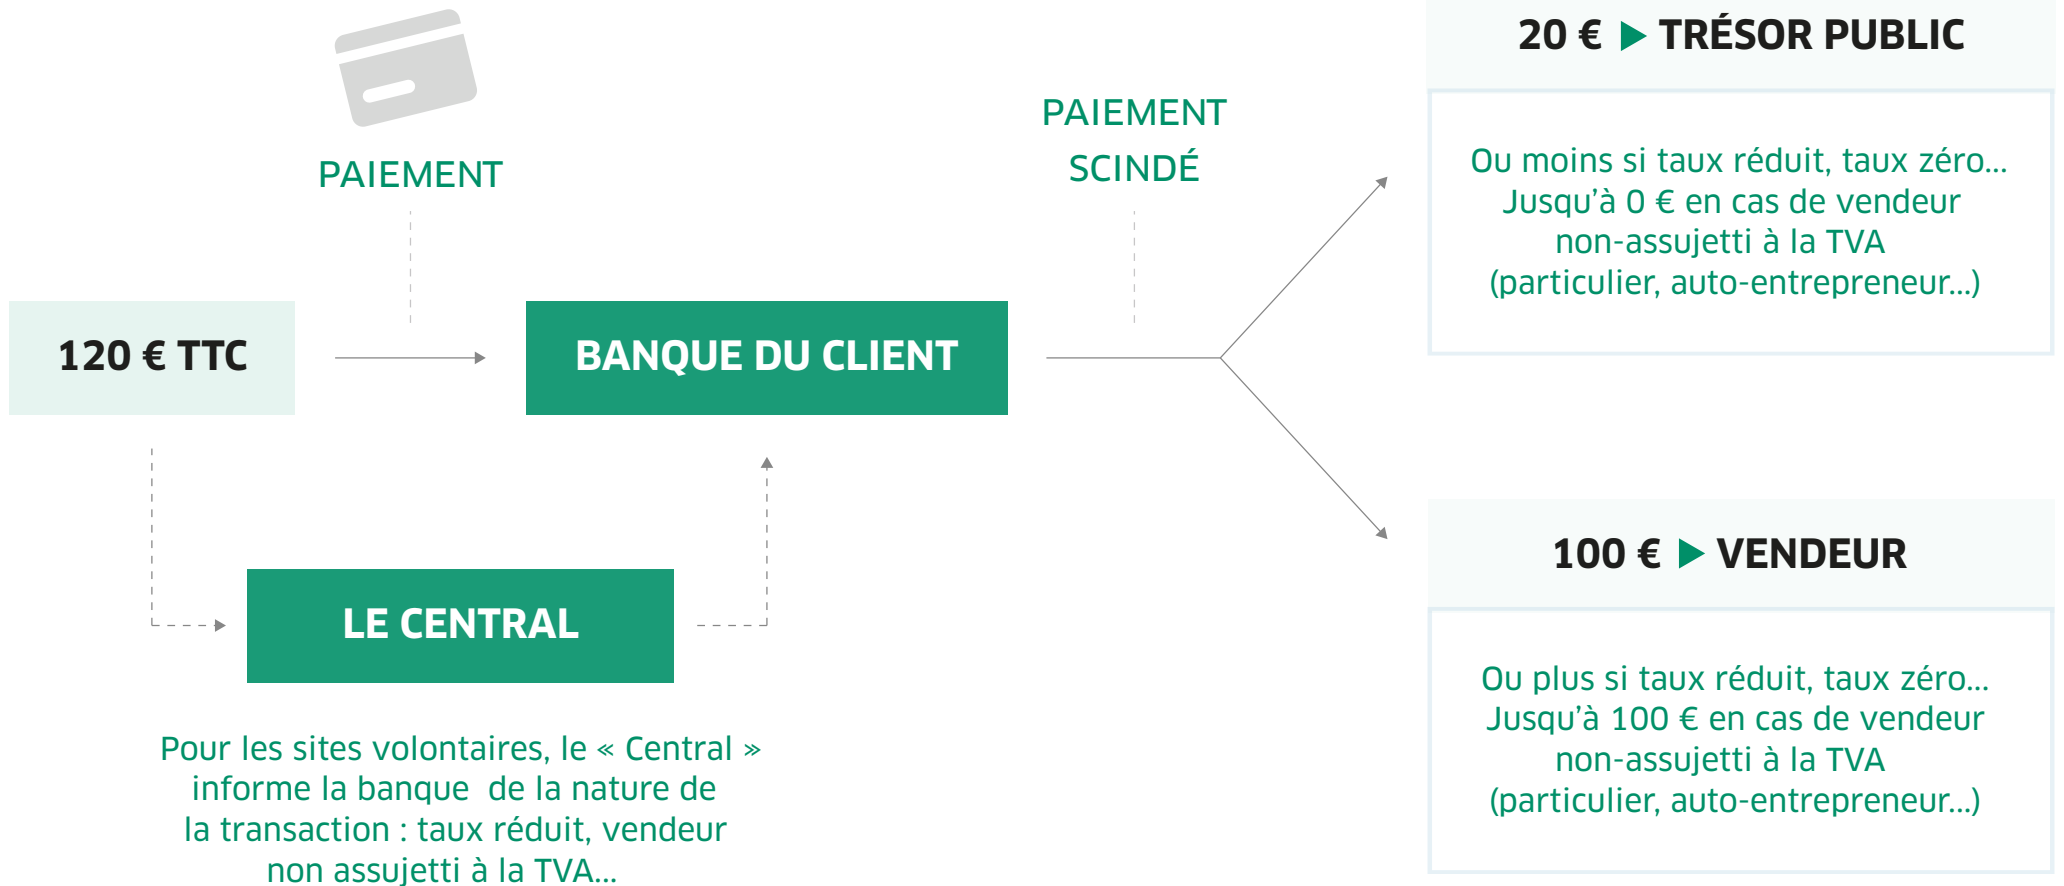 20 € ▶ TRÉSOR PUBLIC
PAIEMENT
SCINDÉ
PAIEMENT
Ou moins si taux réduit, taux zéro...
Jusqu’à 0 € en cas de vendeur
non-assujetti à la TVA
(particulier, auto-entrepreneur...)
120 € TTC
BANQUE DU CLIENT
100 € ▶ VENDEUR
LE CENTRAL
Ou plus si taux réduit, taux zéro...
Jusqu’à 100 € en cas de vendeur
non-assujetti à la TVA
(particulier, auto-entrepreneur...)
Pour les sites volontaires, le « Central »
informe la banque de la nature de
la transaction : taux réduit, vendeur
non assujetti à la TVA...